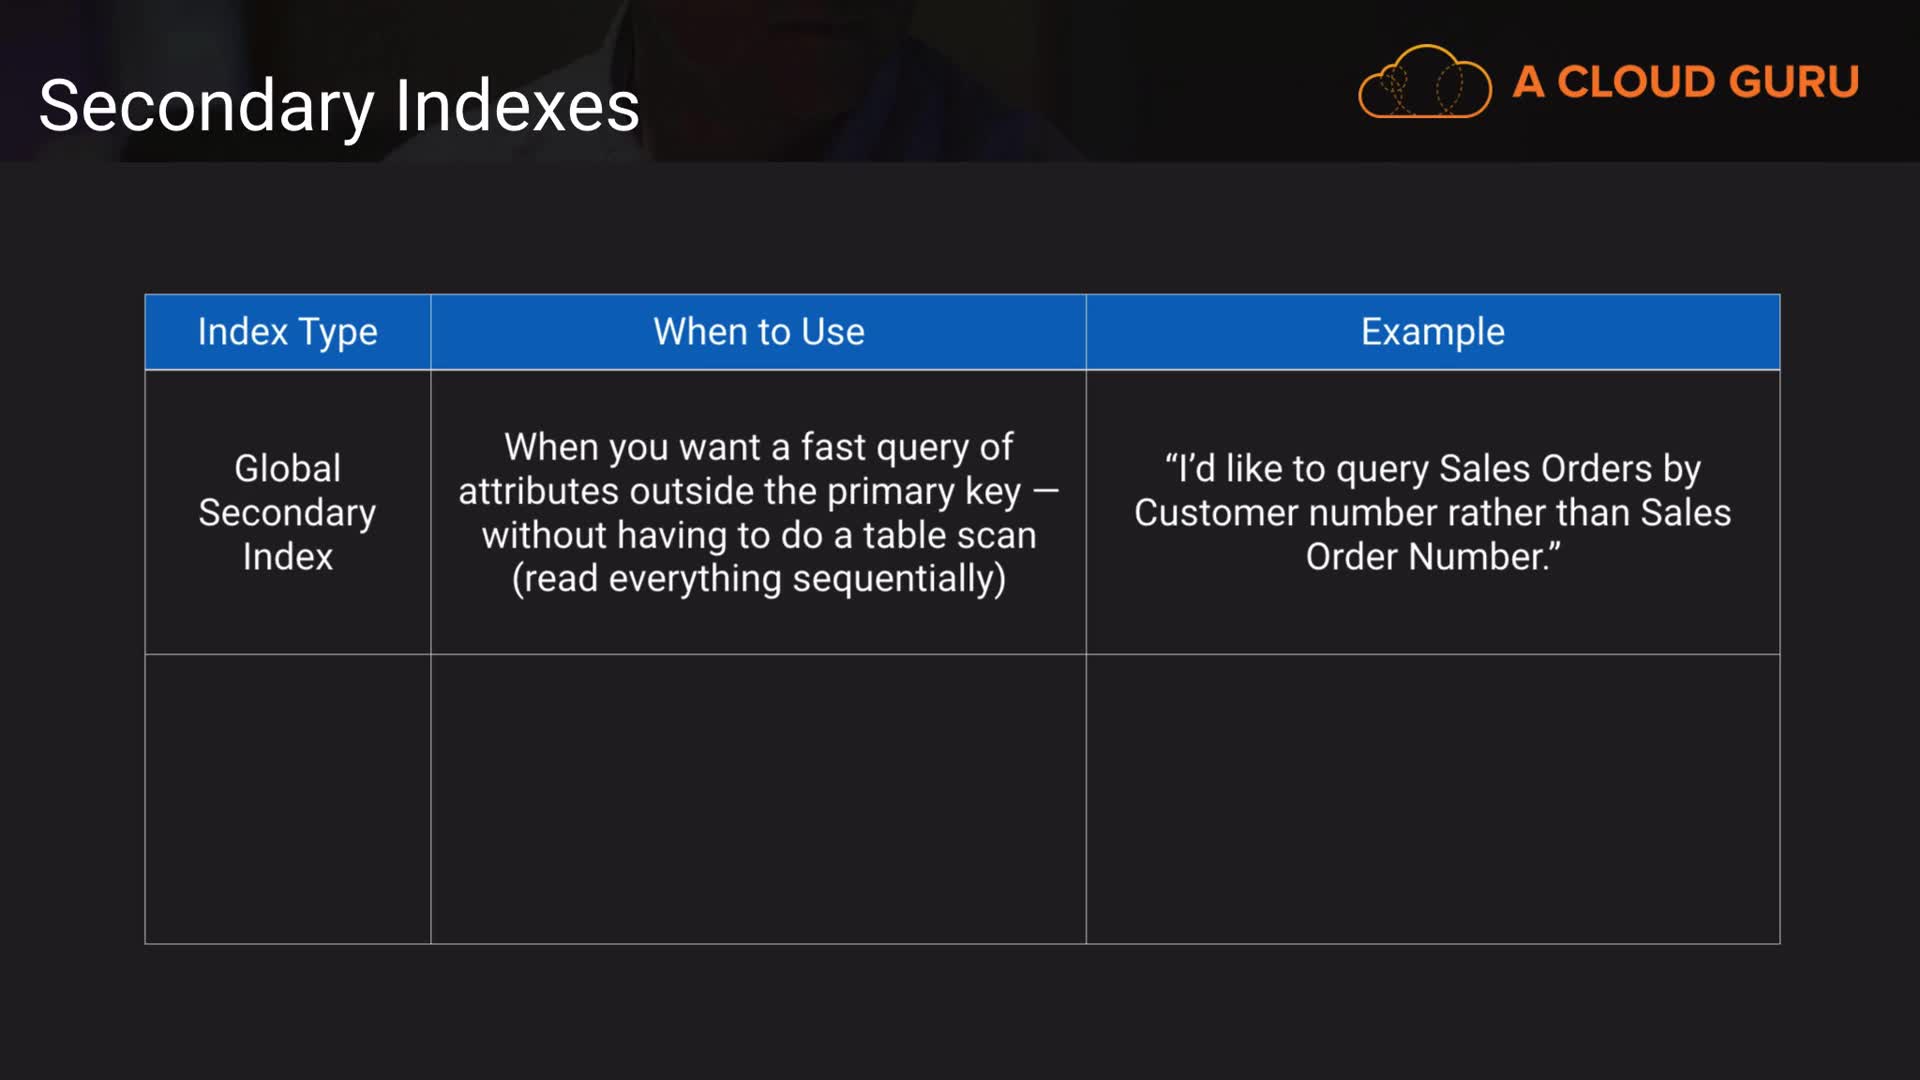 Secondary Indexes
A CLOUD GURU
Index Type
When to Use
Example
Global
Secondary
Index
When you want a fast query of
attributes outside the primary key —
without having to do a table scan
(read everything sequentially)
“I’d like to query Sales Orders by
Customer number rather than Sales
Order Number.”